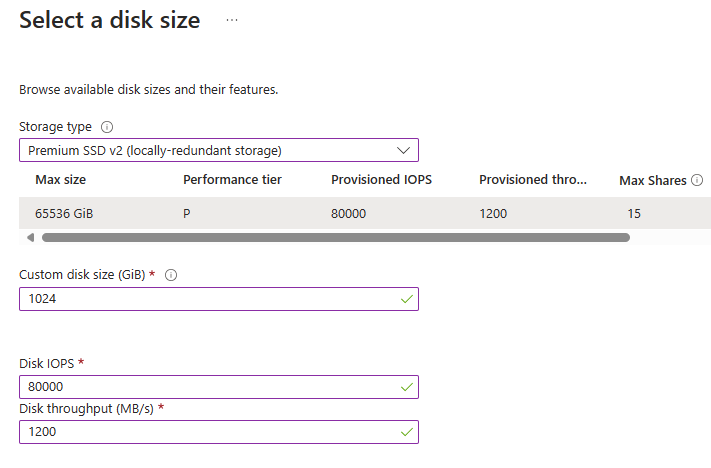 Select a disk size ...
Browse available disk sizes and their features.
Storage type
Premium SSD v2 (locally-redundant storage)
Max size Performance tier Provisioned IOPS Provisioned thro... Max Shares
65536 GiB P 80000 1200 15
Custom disk size (GiB) *
1024
Disk IOPS *
80000
Disk throughput (MB/s) *
1200